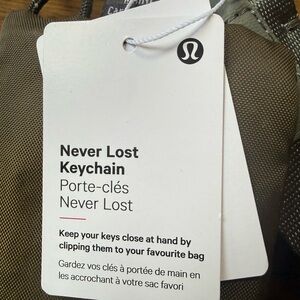 Never Lost
Keychain
Porte-clés
Never Lost
Keep your keys close at hand by
clipping them to your favourite bag
Gardez vos clés à portée de main en
les accrochant à votre sac favori